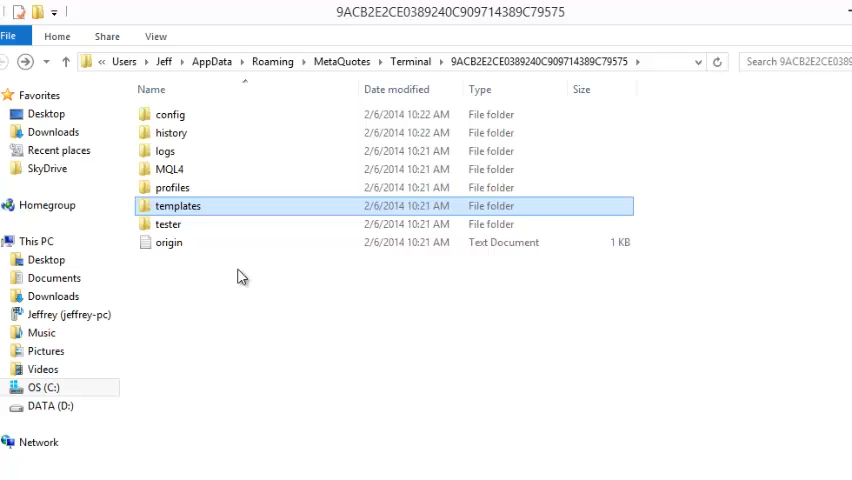 9ACB2E2CE0389240C909714389C79575
File Home Share View
« Users Jeff AppData Roaming MetaQuotes Terminal 9ACB2E2CE0389240C909714389C79575 Search 9ACB2E2CE0389
Name Date modified Type Size
Favorites
Desktop
Downloads
Recent places
SkyDrive
Homegroup
This PC
Desktop
Documents
Downloads
Jeffrey (jeffrey-pc)
Music
Pictures
Videos
OS (C:)
DATA (D:)
Network
config 2/6/2014 10:22 AM File folder
history 2/6/2014 10:22 AM File folder
logs 2/6/2014 10:21 AM File folder
MQL4 2/6/2014 10:21 AM File folder
profiles 2/6/2014 10:21 AM File folder
templates 2/6/2014 10:21 AM File folder
tester 2/6/2014 10:21 AM File folder
origin 2/6/2014 10:21 AM Text Document 1 KB